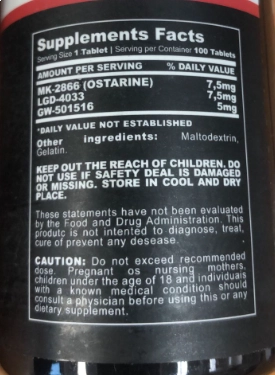 Supplements Facts
Serving Size 1 Tablet | Serving per Container 100 Tablets
AMOUNT PER SERVING % DAILY VALUE
MK-2866 (OSTARINE) 7,5mg
LGD-4033 7,5mg
GW-501516 5mg
*DAILY VALUE NOT ESTABLISHED
Other ingredients: Maltodextrin,
Gelatin.
KEEP OUT THE REACH OF CHILDREN. DO
NOT USE IF SAFETY DEAL IS DAMAGED
OR MISSING. STORE IN COOL AND DRY
PLACE.
These statements have not been evaluated
by the Food and Drug Administration. This
produtc is not intended to diagnose, treat,
cure of prevent any desease.
CAUTION: Do not exceed recommended
dose. Pregnant os nursing mothers,
children under the age of 18 and individuals
with a known medical condition should
consult a physician before using this or any
dietary supplement.